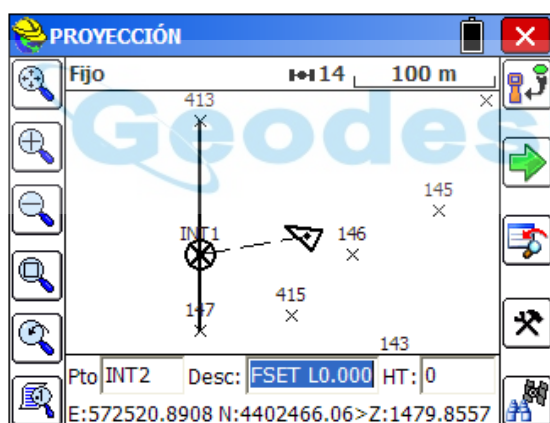 PROYECCIÓN
Fijo 14 100 m
Geodes
413
145
INT1 146
415
147
143
Pto INT2 Desc: FSET L0.000 HT: 0
E:572520.8908 N:4402466.06>Z:1479.8557